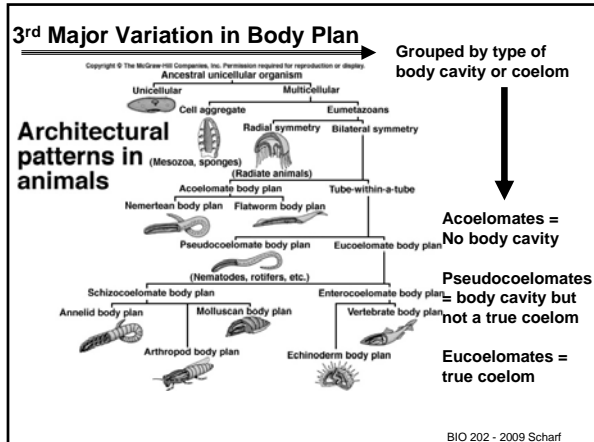 3rd Major Variation in Body Plan
Grouped by type of
body cavity or coelom
Copyright © The McGraw-Hill Companies, Inc. Permission required for reproduction or display.
Ancestral unicellular organism
Unicellular
Multicellular
Cell aggregate
Eumetazoans
Architectural
patterns in
animals
Radial symmetry
Bilateral symmetry
(Mesozoa, sponges)
(Radiate animals)
Acoelomate body plan
Tube-within-a-tube
Nemertean body plan
Flatworm body plan
Pseudocoelomate body plan
Eucoelomate body plan
(Nematodes, rotifers, etc.)
Schizocoelomate body plan
Enterocoelomate body plan
Annelid body plan
Molluscan body plan
Vertebrate body plan
Arthropod body plan
Echinoderm body plan
Acoelomates =
No body cavity
Pseudocoelomates
= body cavity but
not a true coelom
Eucoelomates =
true coelom
BIO 202 - 2009 Scharf